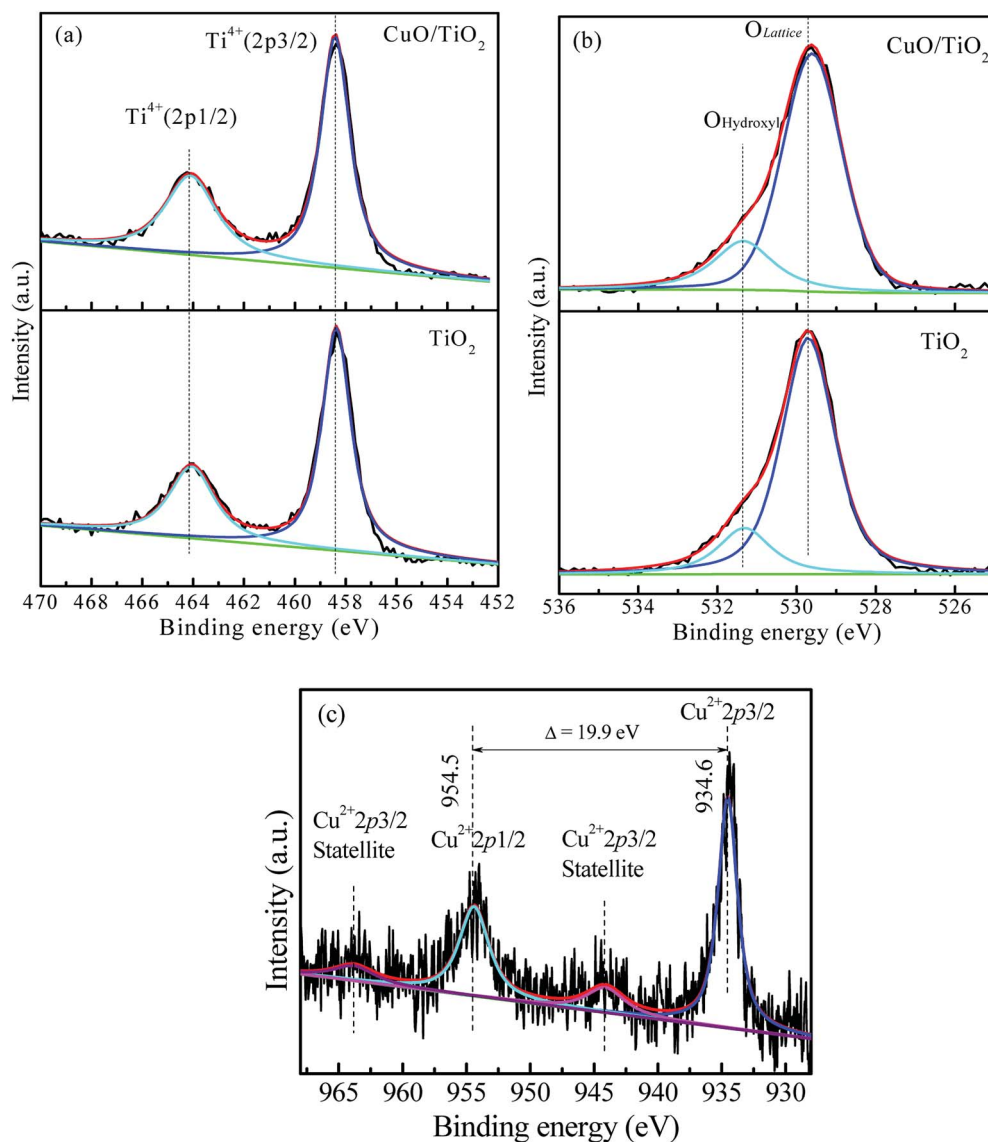 (a)
CuO/TiO₂
Ti⁴⁺(2p3/2)
Ti⁴⁺(2p1/2)
TiO₂
Intensity (a.u.)
470 468 466 464 462 460 458 456 454 452
Binding energy (eV)
(b)
O Lattice
CuO/TiO₂
O Hydroxyl
TiO₂
Intensity (a.u.)
536 534 532 530 528 526
Binding energy (eV)
(c)
Cu²⁺2p3/2
Δ = 19.9 eV
954.5
934.6
Cu²⁺2p3/2
Statellite
Cu²⁺2p1/2
Cu²⁺2p3/2
Statellite
Intensity (a.u.)
965 960 955 950 945 940 935 930
Binding energy (eV)